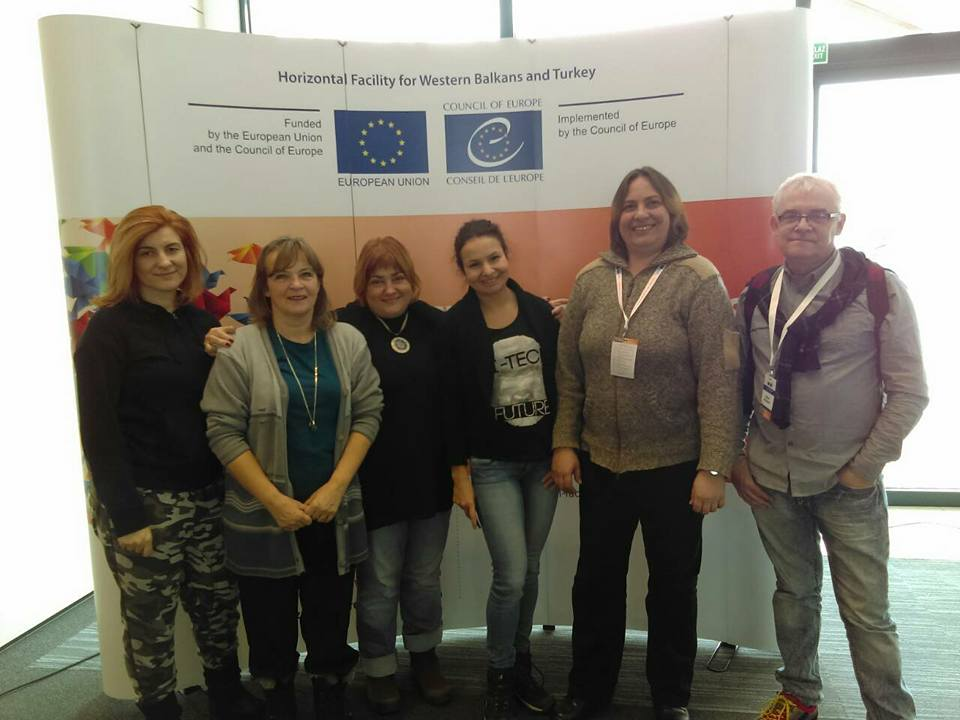 Horizontal Facility for Western Balkans and Turkey
Funded
by the European Union
and the Council of Europe
EUROPEAN UNION
COUNCIL OF EUROPE
CONSEIL DE L'EUROPE
Implemented
by the Council of Europe
EXIT
-TEC
FUTURE